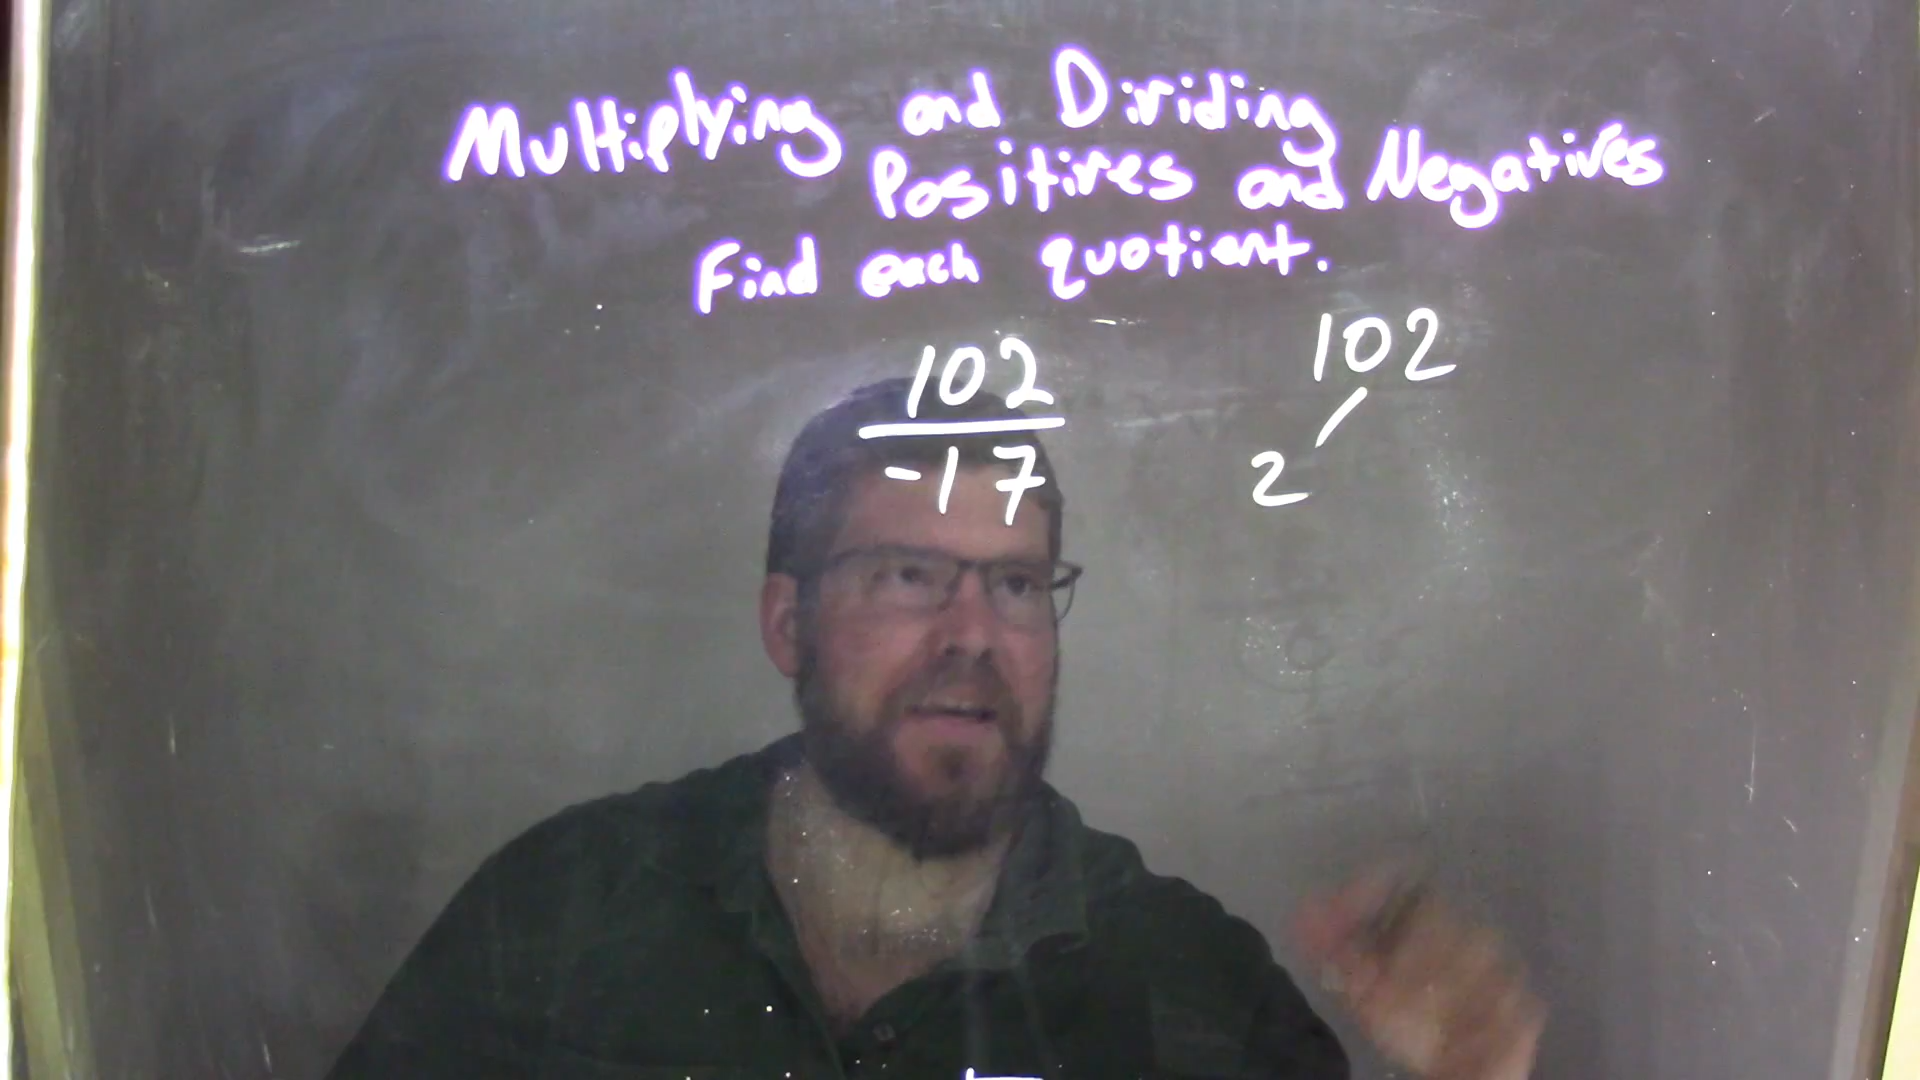 Multiplying and Dividing
Positives and Negatives
Find each quotient.
102
-17
102
2